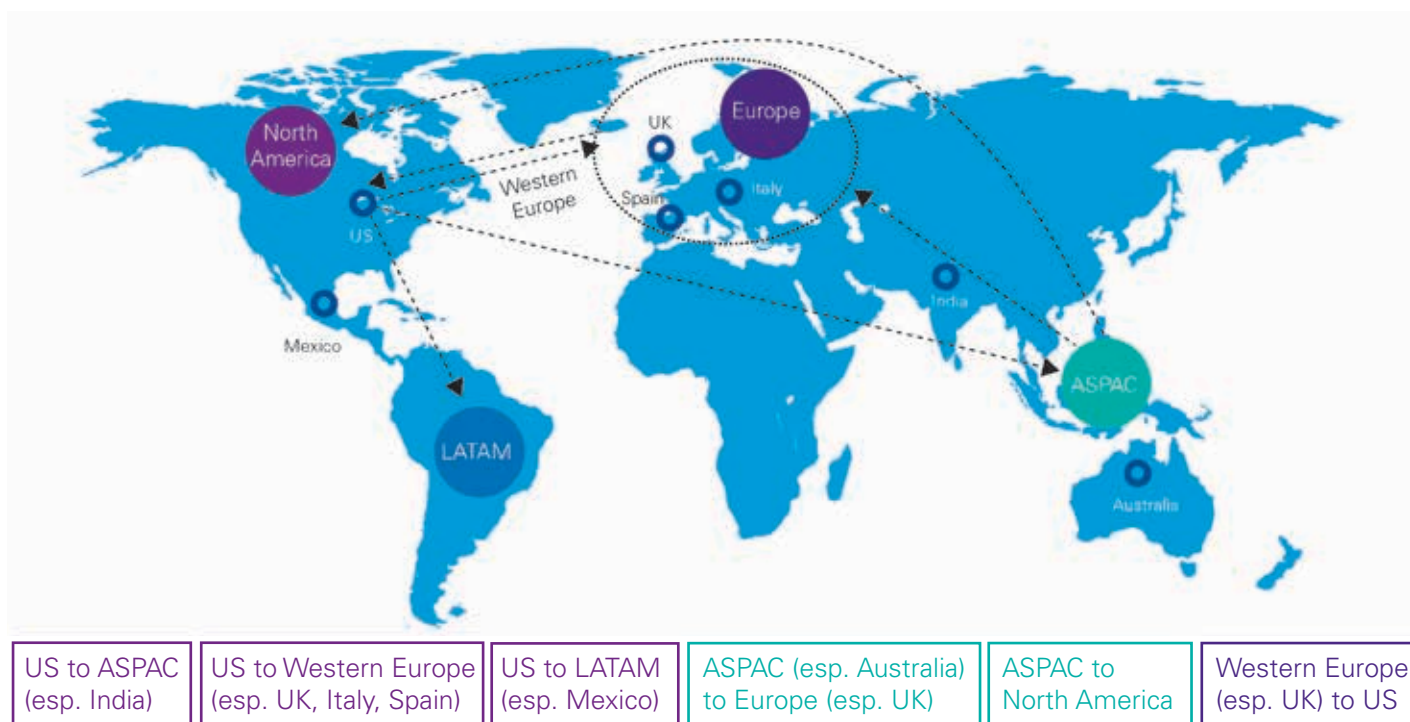 North
America
Europe
UK
Western
Europe
Italy
Spain
US
India
Mexico
ASPAC
LATAM
Australia
US to ASPAC
(esp. India)
US to Western Europe
(esp. UK, Italy, Spain)
US to LATAM
(esp. Mexico)
ASPAC (esp. Australia)
to Europe (esp. UK)
ASPAC to
North America
Western Europe
(esp. UK) to US